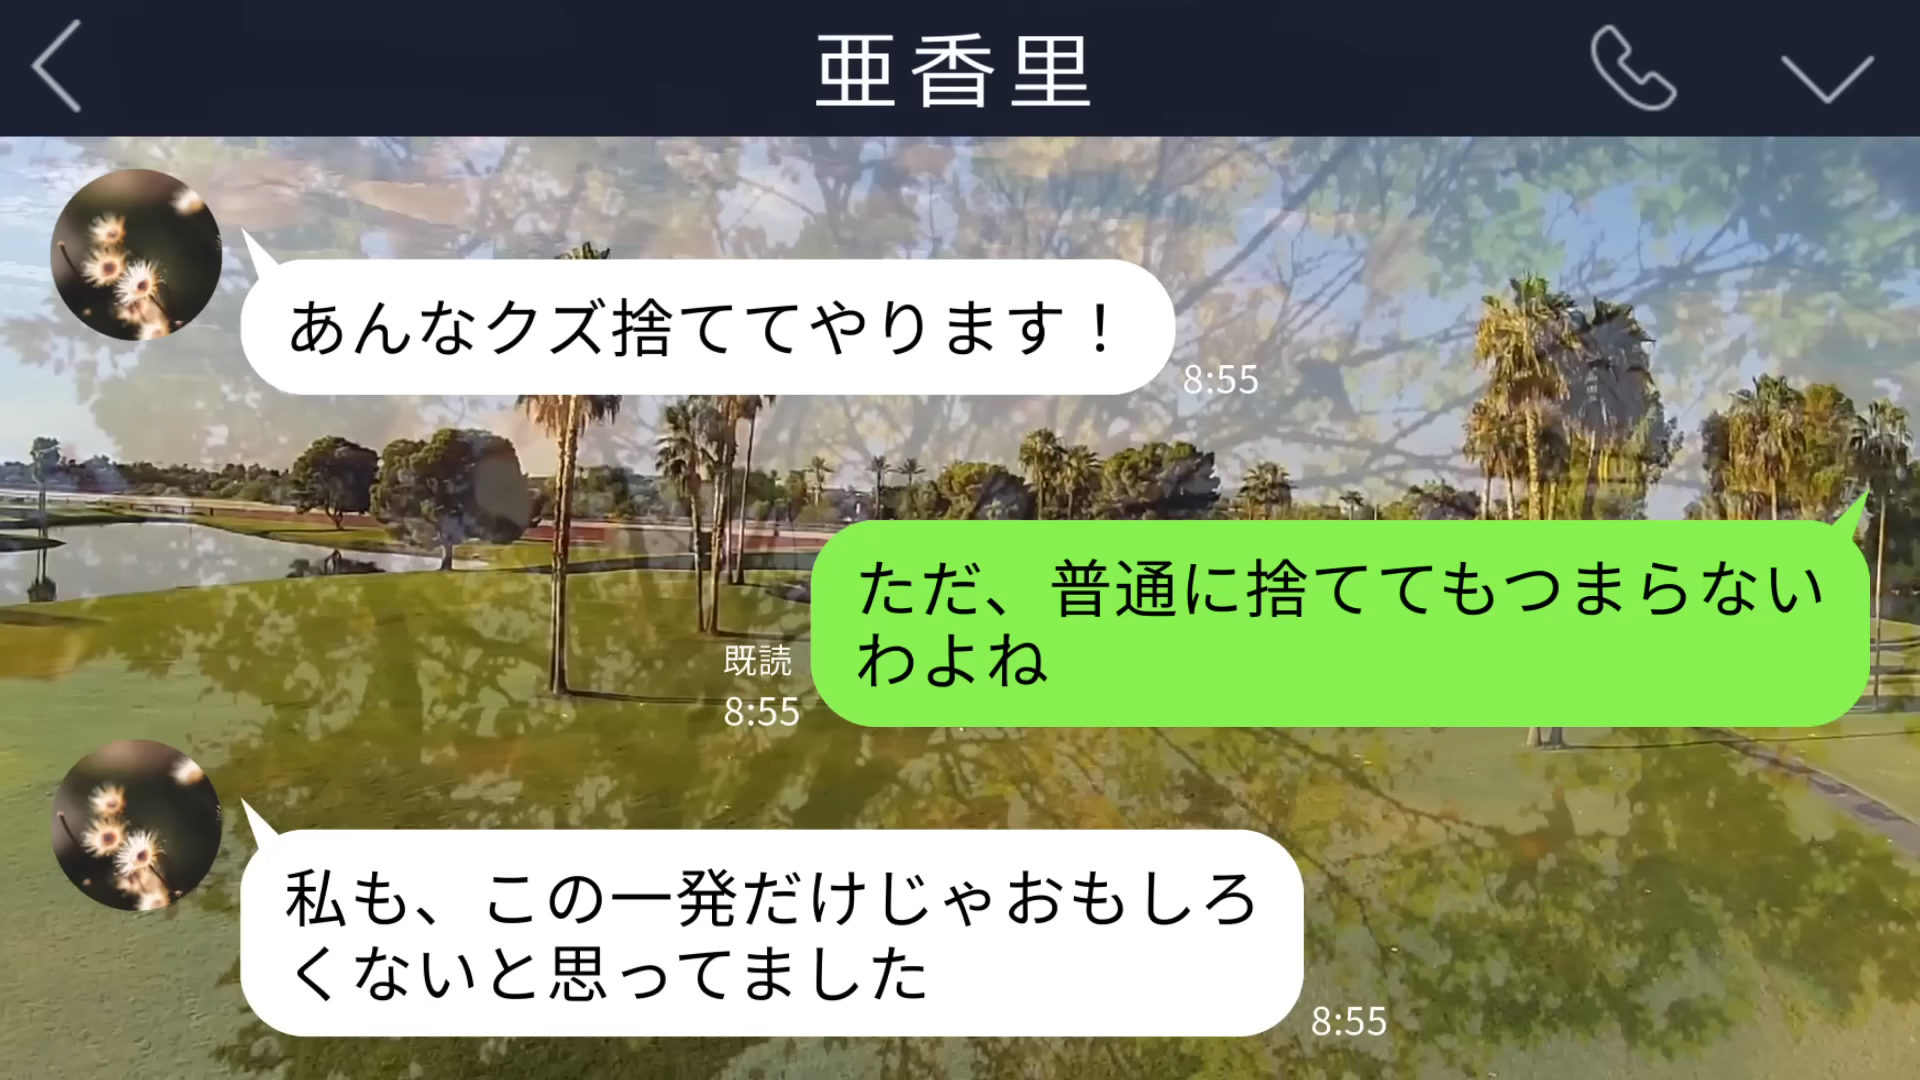 亜香里
あんなクズ捨ててやります！
8:55
ただ、普通に捨ててもつまらない
わよね
既読
8:55
私も、この一発だけじゃおもしろ
くないと思ってました
8:55